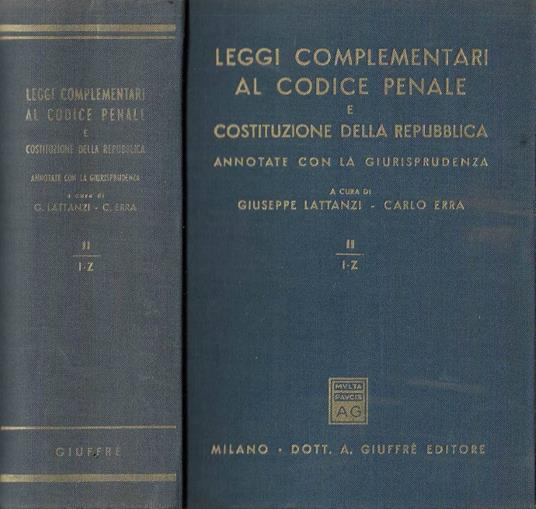 LEGGI COMPLEMENTARI
AL CODICE PENALE
E
COSTITUZIONE DELLA REPUBBLICA
ANNOTATE CON LA GIURISPRUDENZA
a cura di
G. LATTANZI - C. ERRA
II
I-Z
GIUFFRÈ
LEGGI COMPLEMENTARI
AL CODICE PENALE
E
COSTITUZIONE DELLA REPUBBLICA
ANNOTATE CON LA GIURISPRUDENZA
A CURA DI
GIUSEPPE LATTANZI - CARLO ERRA
II
I-Z
MVLTA
PAVCIS
AG
MILANO • DOTT. A. GIUFFRÈ EDITORE